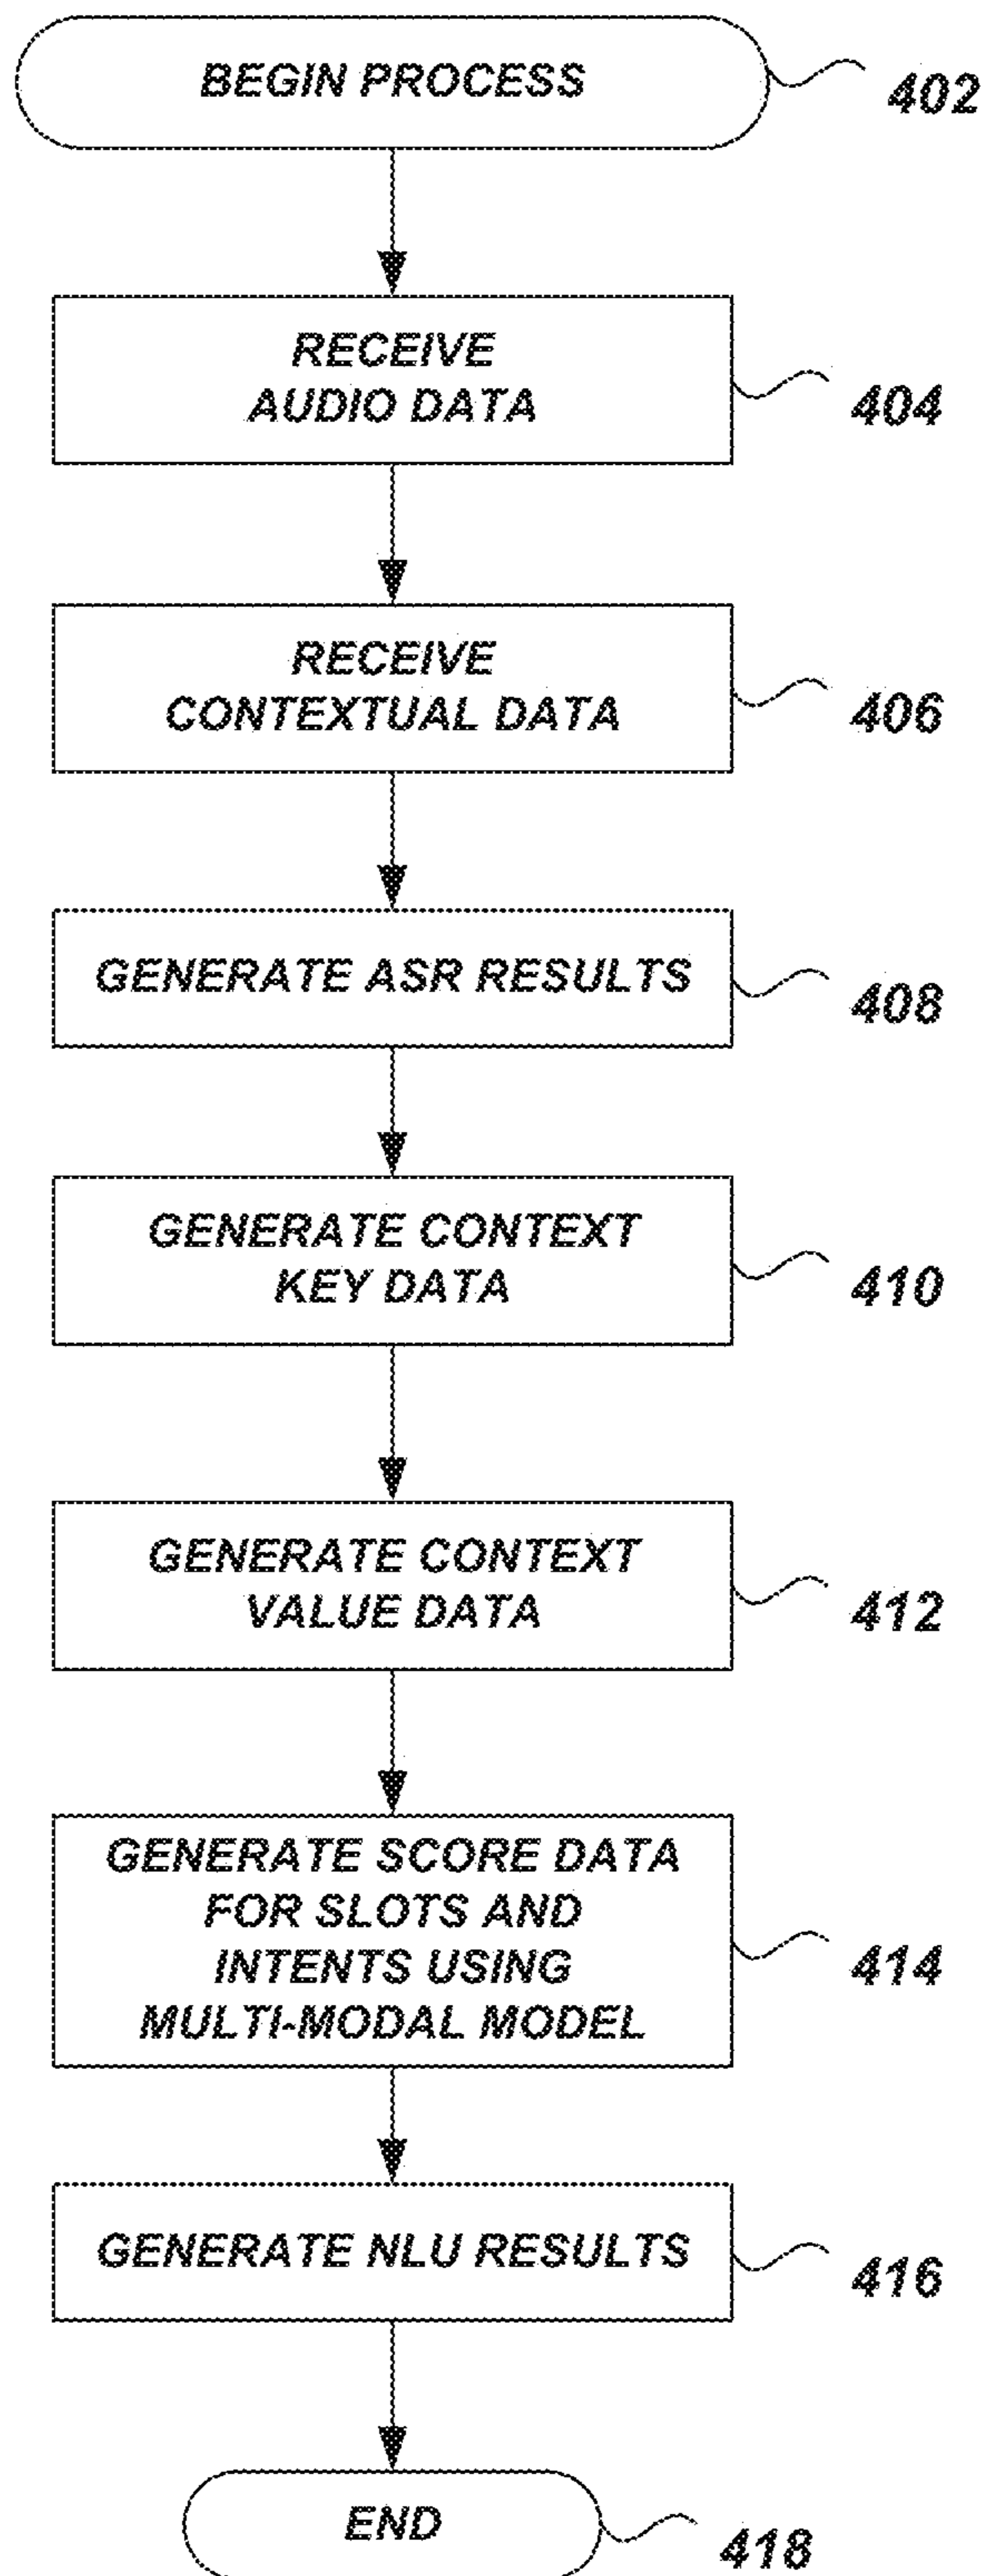 BEGIN PROCESS
402
RECEIVE
AUDIO DATA
404
RECEIVE
CONTEXTUAL DATA
406
GENERATE ASR RESULTS
408
GENERATE CONTEXT
KEY DATA
410
GENERATE CONTEXT
VALUE DATA
412
GENERATE SCORE DATA
FOR SLOTS AND
INTENTS USING
MULTI-MODAL MODEL
414
GENERATE NLU RESULTS
416
END
418